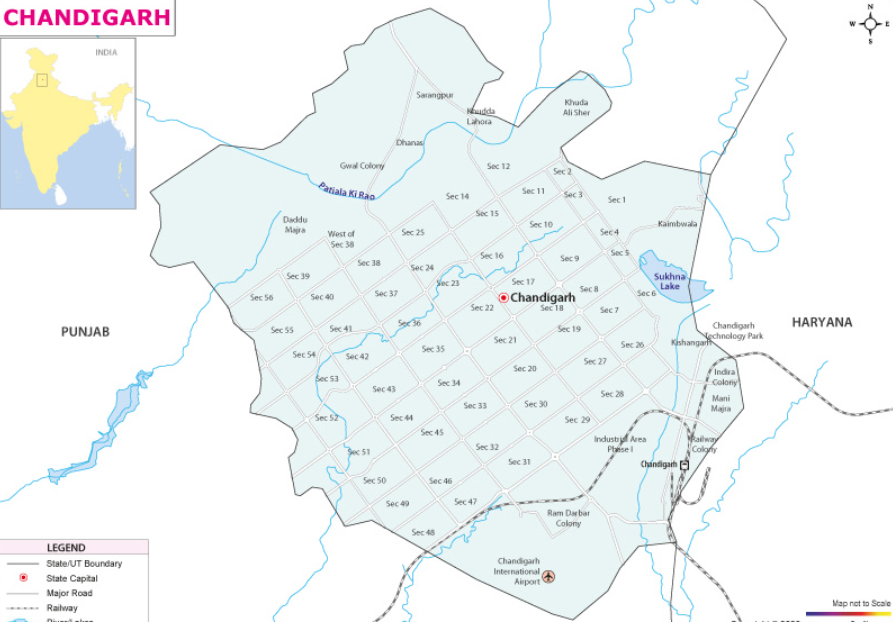 CHANDIGARH
INDIA
N
W
E
S
Sarangpur
Khudda
Lahora
Khuda
Ali Sher
Dhanas
Gwal Colony
Patiala Ki Rao
Sec 12
Sec 2
Sec 11
Sec 3
Sec 1
Sec 14
Sec 15
Sec 10
Sec 4
Kaimbwala
Daddu
Majra
West of
Sec 38
Sec 25
Sec 16
Sec 9
Sec 5
Sec 38
Sec 24
Sec 39
Sec 23
Sec 17
Sec 8
Sec 6
Sukhna
Lake
Sec 56
Sec 40
Sec 37
Chandigarh
Sec 22
Sec 18
Sec 7
Sec 55
Sec 41
Sec 36
Sec 19
PUNJAB
HARYANA
Chandigarh
Technology Park
Kishangarh
Sec 54
Sec 42
Sec 35
Sec 21
Sec 26
Sec 53
Sec 43
Sec 34
Sec 20
Sec 27
Indira
Colony
Sec 28
Mani
Majra
Sec 52
Sec 44
Sec 33
Sec 30
Sec 29
Sec 45
Sec 32
Industrial Area
Phase I
Railway
Colony
Sec 51
Sec 31
Chandigarh
Sec 50
Sec 46
Sec 49
Sec 47
Sec 48
Ram Darbar
Colony
Chandigarh
International
Airport
LEGEND
State/UT Boundary
State Capital
Major Road
Railway
Map not to Scale